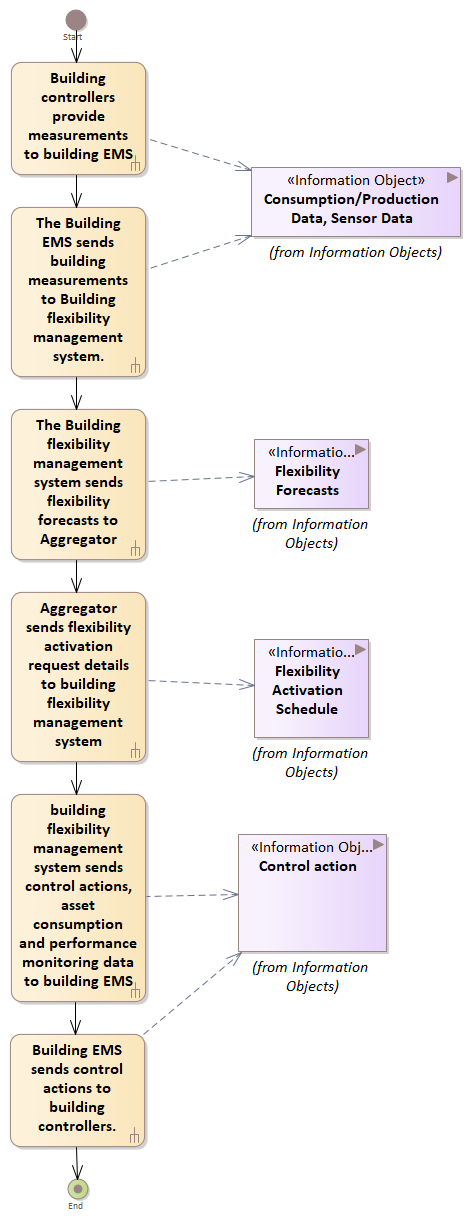 Start
Building
controllers
provide
measurements
to building EMS
«Information Object»
Consumption/Production
Data, Sensor Data
(from Information Objects)
The Building
EMS sends
building
measurements
to Building
flexibility
management
system.
The Building
flexibility
management
system sends
flexibility
forecasts to
Aggregator
«Informatio...
Flexibility
Forecasts
(from Information
Objects)
Aggregator
sends flexibility
activation
request details
to building
flexibility
management
system
«Informatio...
Flexibility
Activation
Schedule
(from Information
Objects)
building
flexibility
management
system sends
control actions,
asset
consumption
and performance
monitoring data
to building EMS
«Information Obj...
Control action
(from Information
Objects)
Building EMS
sends control
actions to
building
controllers.
End